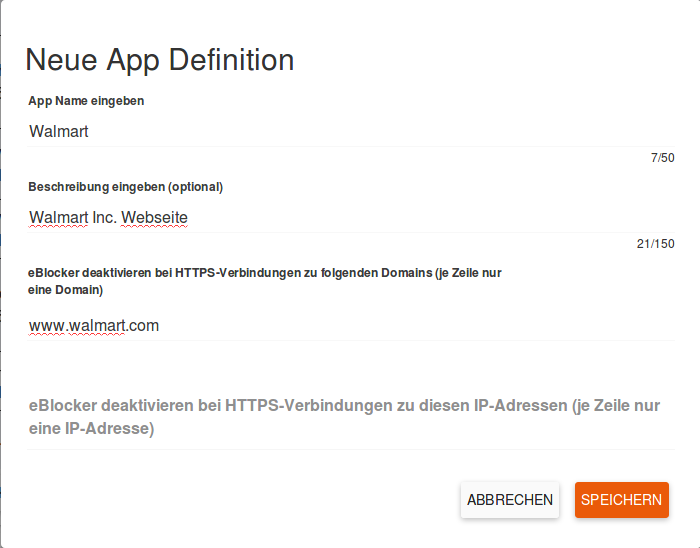 Neue App Definition
App Name eingeben
Walmart
7/50
Beschreibung eingeben (optional)
Walmart Inc. Webseite
21/150
eBlocker deaktivieren bei HTTPS-Verbindungen zu folgenden Domains (je Zeile nur
eine Domain)
www.walmart.com
eBlocker deaktivieren bei HTTPS-Verbindungen zu diesen IP-Adressen (je Zeile nur
eine IP-Adresse)
ABBRECHEN SPEICHERN